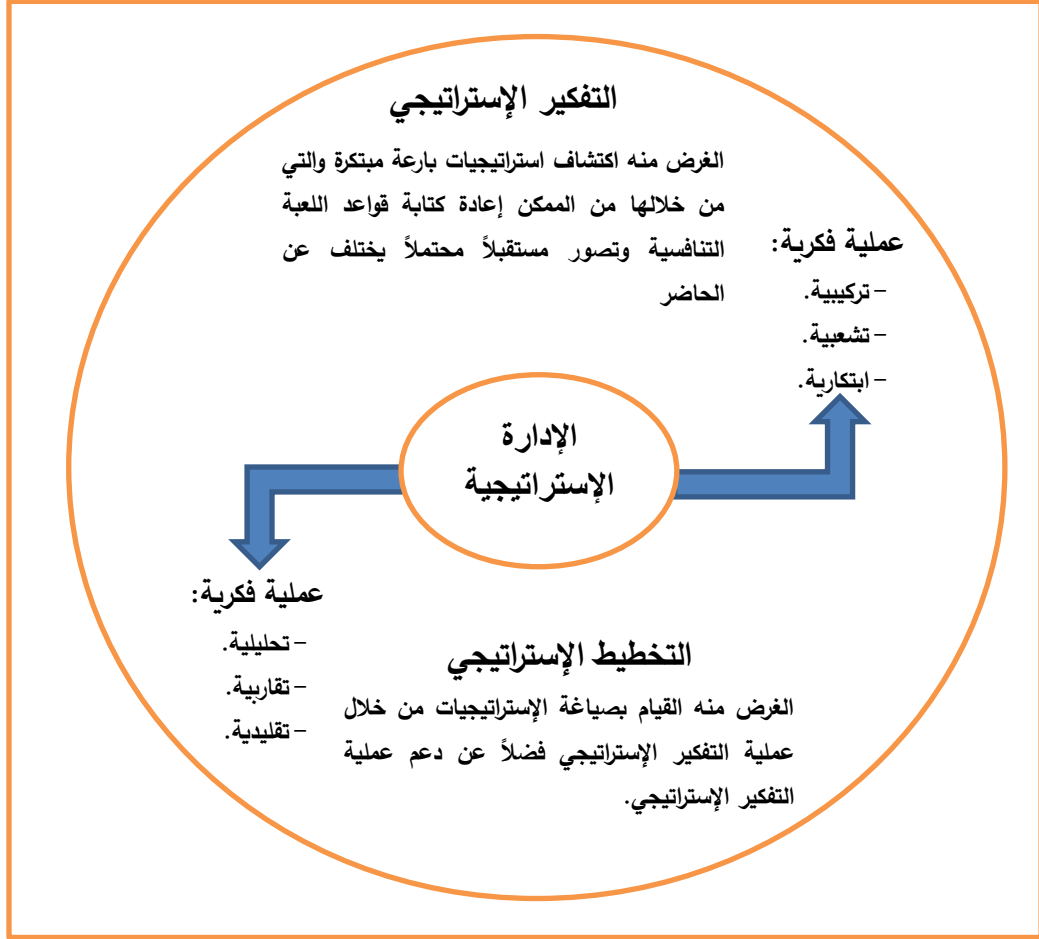 التفكير الإستراتيجي
الغرض منه اكتشاف استراتيجيات بارعة مبتكرة والتي
من خلالها من الممكن إعادة كتابة قواعد اللعبة
التنافسية وتصور مستقبلاً محتملاً يختلف عن
الحاضر
عملية فكرية:
-تركيبية.
-تشعبية.
-ابتكارية.
الإدارة
الإستراتيجية
عملية فكرية:
-تحليلية.
-تقاربية.
-تقليدية.
التخطيط الإستراتيجي
الغرض منه القيام بصياغة الإستراتيجيات من خلال
عملية التفكير الإستراتيجي فضلاً عن دعم عملية
التفكير الإستراتيجي.